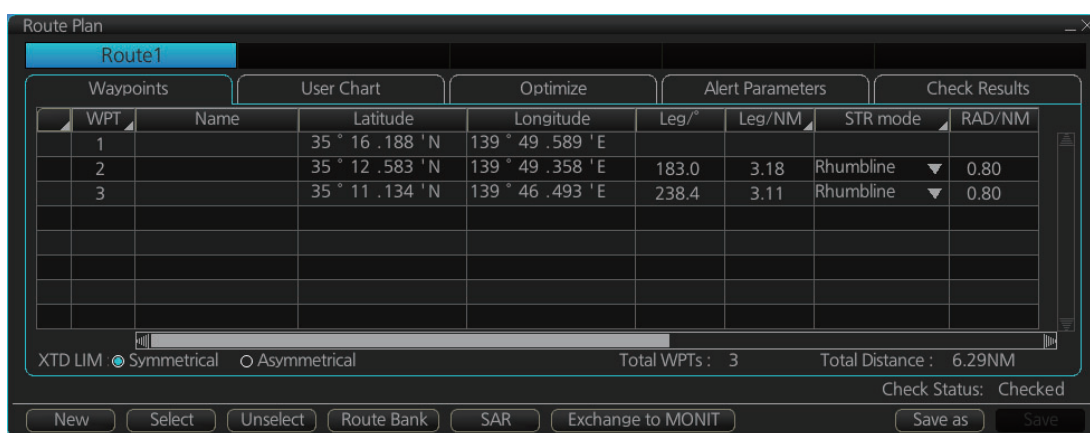 Route Plan
Route1
Waypoints User Chart Optimize Alert Parameters Check Results
WPT Name Latitude Longitude Leg/° Leg/NM STR mode RAD/NM
1 35 ° 16 .188 'N 139 ° 49 .589 'E
2 35 ° 12 .583 'N 139 ° 49 .358 'E 183.0 3.18 Rhumbline 0.80
3 35 ° 11 .134 'N 139 ° 46 .493 'E 238.4 3.11 Rhumbline 0.80
XTD LIM : Symmetrical Asymmetrical Total WPTs : 3 Total Distance : 6.29NM
Check Status: Checked
New Select Unselect Route Bank SAR Exchange to MONIT Save as Save